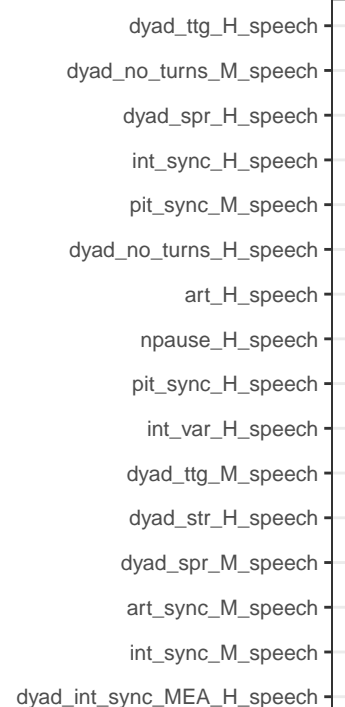 dyad_ttg_H_speech
dyad_no_turns_M_speech
dyad_spr_H_speech
int_sync_H_speech
pit_sync_M_speech
dyad_no_turns_H_speech
art_H_speech
npause_H_speech
pit_sync_H_speech
int_var_H_speech
dyad_ttg_M_speech
dyad_str_H_speech
dyad_spr_M_speech
art_sync_M_speech
int_sync_M_speech
dyad_int_sync_MEA_H_speech